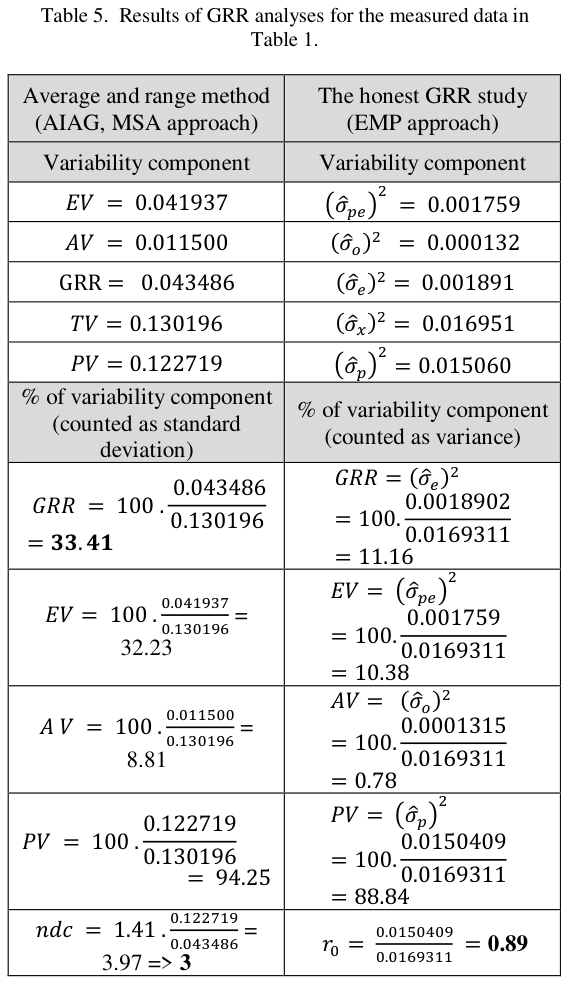 Table 5.  Results of GRR analyses for the measured data in
Table 1.
Average and range method
(AIAG, MSA approach)
The honest GRR study
(EMP approach)
Variability component
Variability component
EV = 0.041937
(σ̂pe)² = 0.001759
AV = 0.011500
(σ̂o)² = 0.000132
GRR = 0.043486
(σ̂e)² = 0.001891
TV = 0.130196
(σ̂x)² = 0.016951
PV = 0.122719
(σ̂p)² = 0.015060
% of variability component
(counted as standard
deviation)
% of variability component
(counted as variance)
GRR = 100 . 0.043486/0.130196
= 33.41
GRR = (σ̂e)²
= 100. 0.0018902/0.0169311
= 11.16
EV = 100 . 0.041937/0.130196 =
32.23
EV = (σ̂pe)²
= 100. 0.001759/0.0169311
= 10.38
A V = 100 . 0.011500/0.130196 =
8.81
AV = (σ̂o)²
= 100. 0.0001315/0.0169311
= 0.78
PV = 100 . 0.122719/0.130196
= 94.25
PV = (σ̂p)²
= 100. 0.0150409/0.0169311
= 88.84
ndc = 1.41 . 0.122719/0.043486 =
3.97 => 3
r₀ = 0.0150409/0.0169311 = 0.89